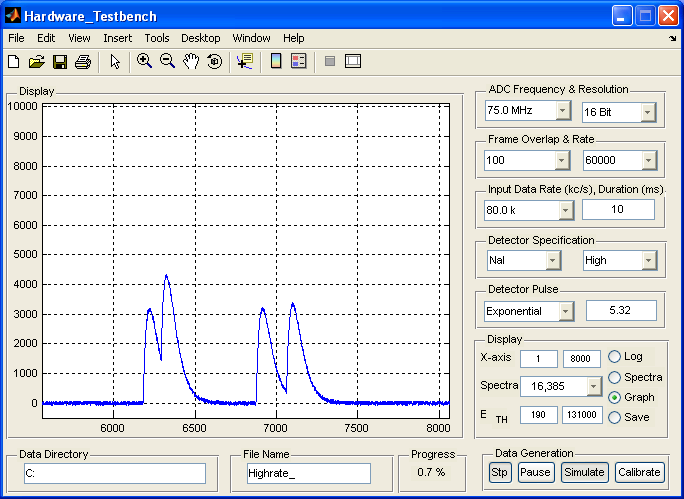 Hardware_Testbench
File Edit View Insert Tools Desktop Window Help
Display
10000
9000
8000
7000
6000
5000
4000
3000
2000
1000
0
6000 6500 7000 7500 8000
ADC Frequency & Resolution
75.0 MHz 16 Bit
Frame Overlap & Rate
100 60000
Input Data Rate (kc/s), Duration (ms)
80.0 k 10
Detector Specification
NaI High
Detector Pulse
Exponential 5.32
Display
X-axis 1 8000 Log
Spectra 16,385 Spectra
Graph
E TH 190 131000 Save
Data Directory
C:
File Name
Highrate_
Progress
0.7 %
Data Generation
Stp Pause Simulate Calibrate